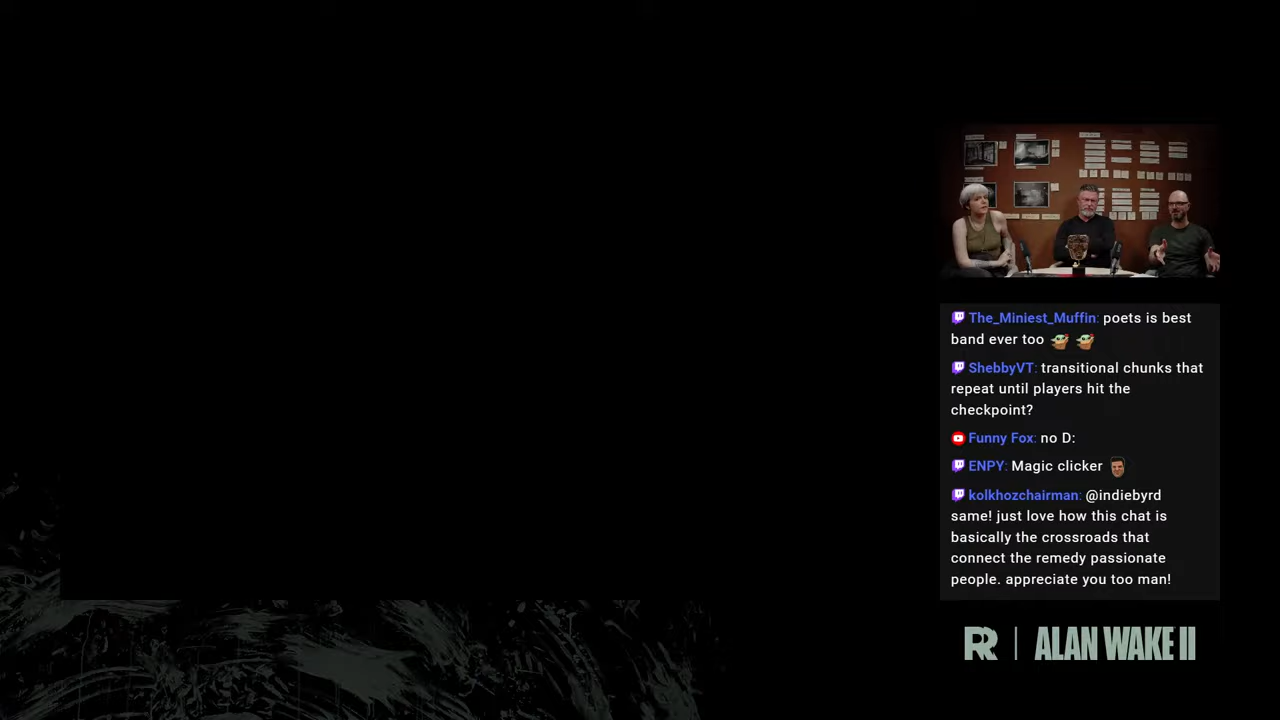 The_Miniest_Muffin: poets is best
band ever too
ShebbyVT: transitional chunks that
repeat until players hit the
checkpoint?
Funny Fox: no D:
ENPY: Magic clicker
kolkhozchairman: @indiebyrd
same! just love how this chat is
basically the crossroads that
connect the remedy passionate
people. appreciate you too man!
R | ALAN WAKE II